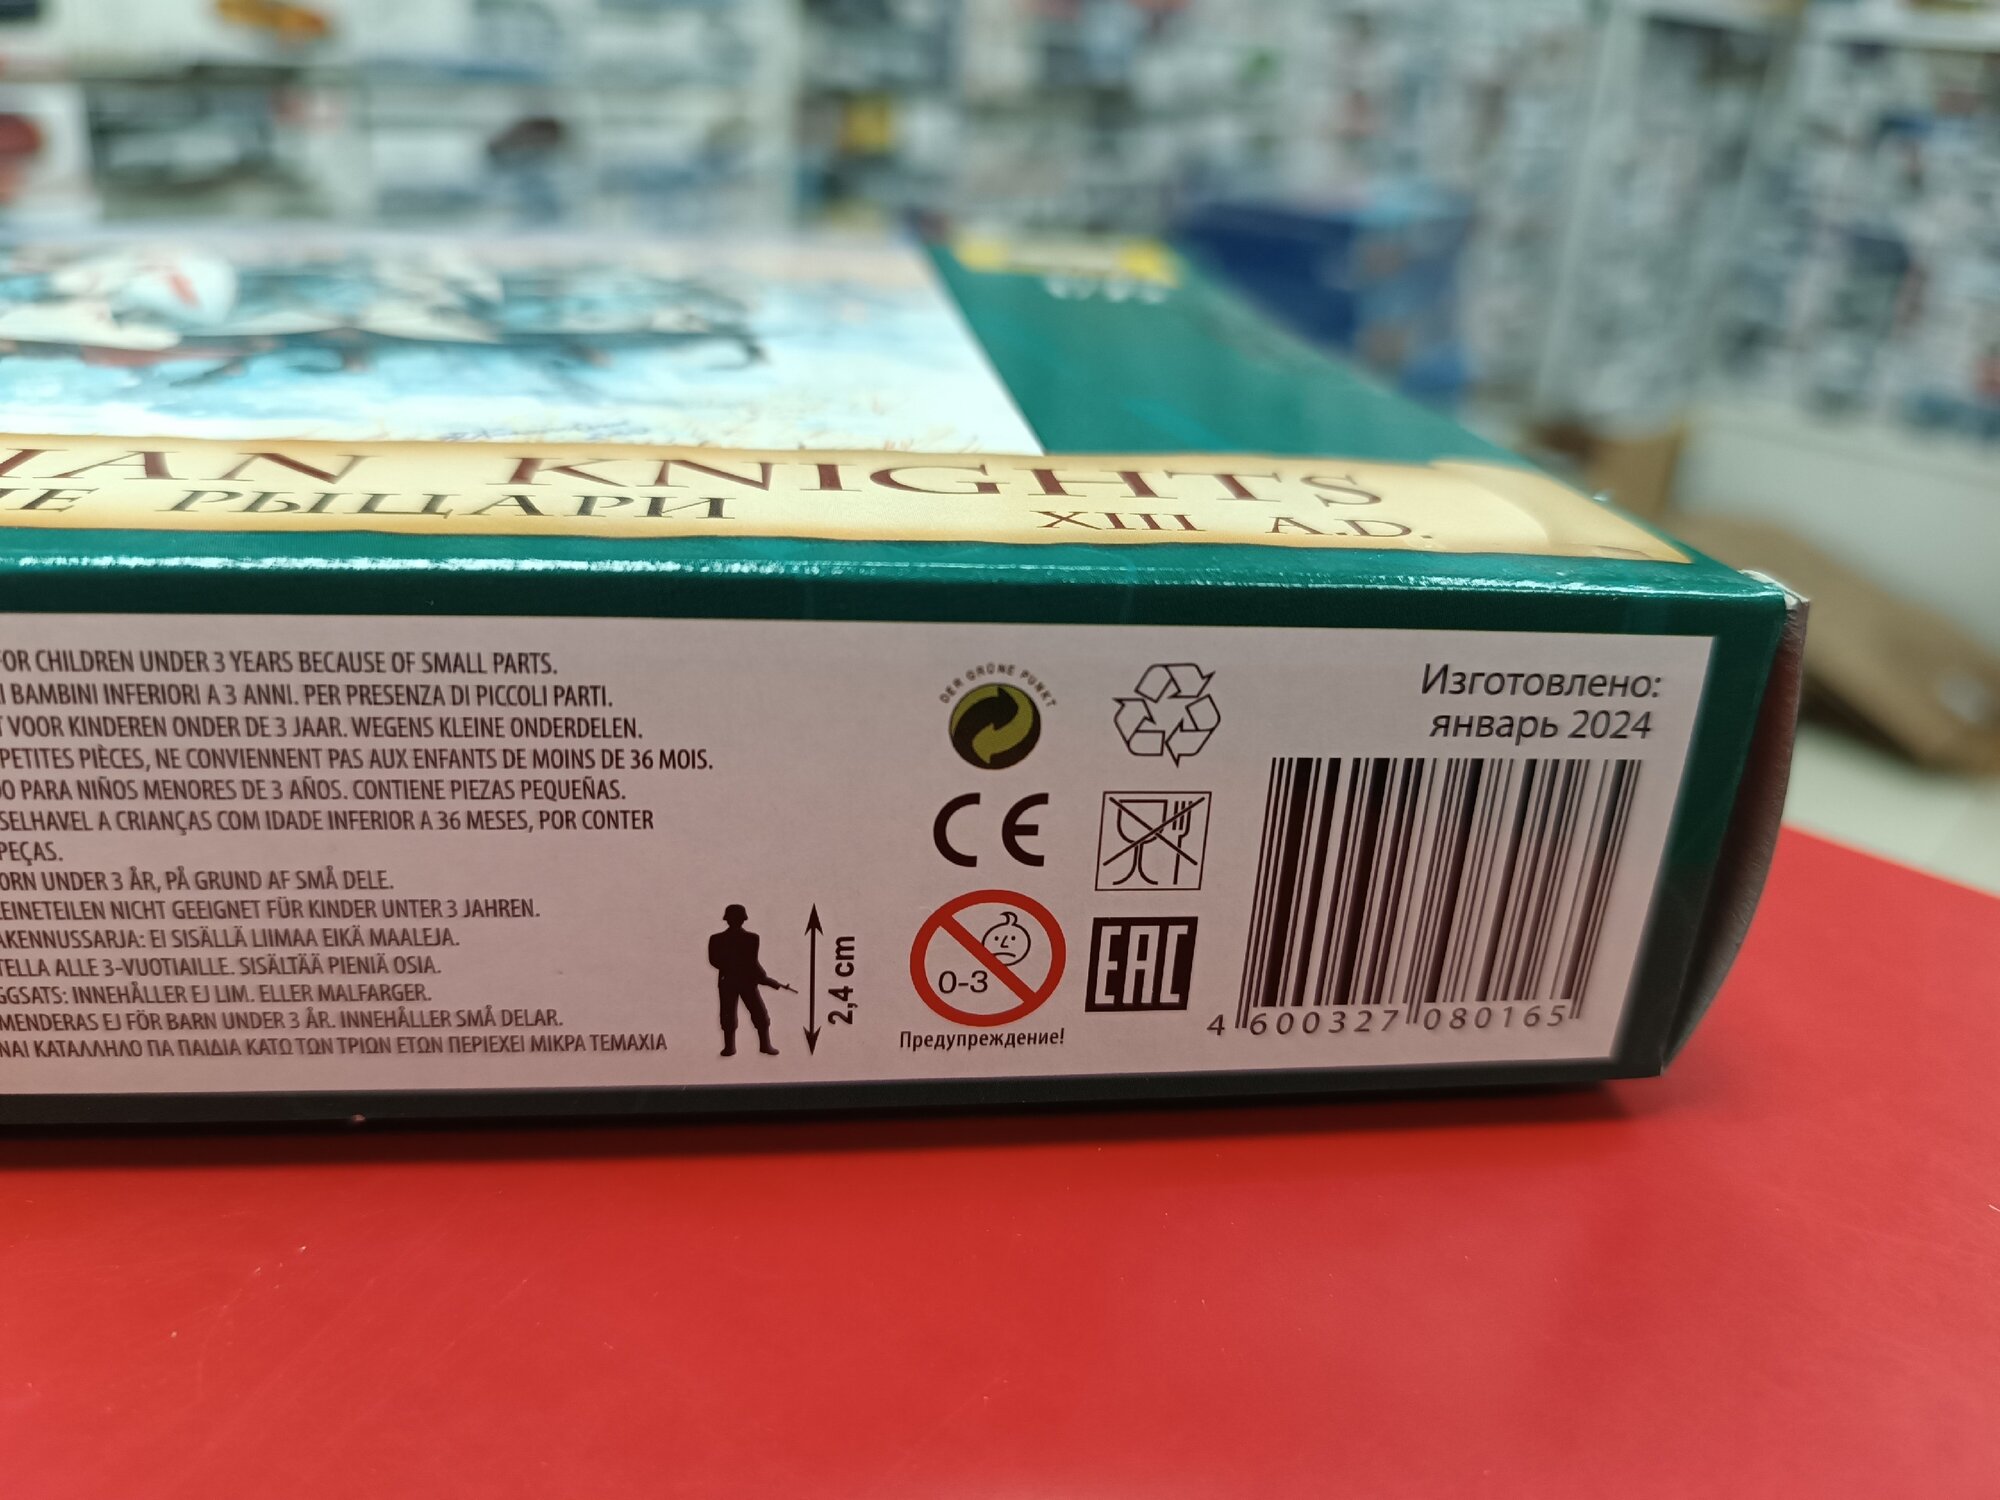 MAN KNIGHTS
ИЕ РЫЦАРИ XIII A.D.
FOR CHILDREN UNDER 3 YEARS BECAUSE OF SMALL PARTS.
I BAMBINI INFERIORI A 3 ANNI. PER PRESENZA DI PICCOLI PARTI.
T VOOR KINDEREN ONDER DE 3 JAAR. WEGENS KLEINE ONDERDELEN.
PETITES PIÈCES, NE CONVIENNENT PAS AUX ENFANTS DE MOINS DE 36 MOIS.
DO PARA NIÑOS MENORES DE 3 AÑOS. CONTIENE PIEZAS PEQUEÑAS.
SELHAVEL A CRIANÇAS COM IDADE INFERIOR A 36 MESES, POR CONTER
PEÇAS.
ORN UNDER 3 ÅR, PÅ GRUND AF SMÅ DELE.
LEINETEILEN NICHT GEEIGNET FÜR KINDER UNTER 3 JAHREN.
AKENNUSSARJA: EI SISÄLLÄ LIIMAA EIKÄ MAALEJA.
TELLA ALLE 3-VUOTIAILLE. SISÄLTÄÄ PIENIÄ OSIA.
GGSATS: INNEHÅLLER EJ LIM. ELLER MALFARGER.
MENDERAS EJ FÖR BARN UNDER 3 ÅR. INNEHÅLLER SMÅ DELAR.
ΝΑΙ ΚΑΤΑΛΛΗΛΟ ΓΙΑ ΠΑΙΔΙΑ ΚΑΤΩ ΤΩΝ ΤΡΙΩΝ ΕΤΩΝ ΠΕΡΙΕΧΕΙ ΜΙΚΡΑ ΤΕΜΑΧΙΑ
2,4 cm
DER GRÜNE PUNKT
CE
0-3
Предупреждение!
EAC
Изготовлено:
январь 2024
4 600327 080165